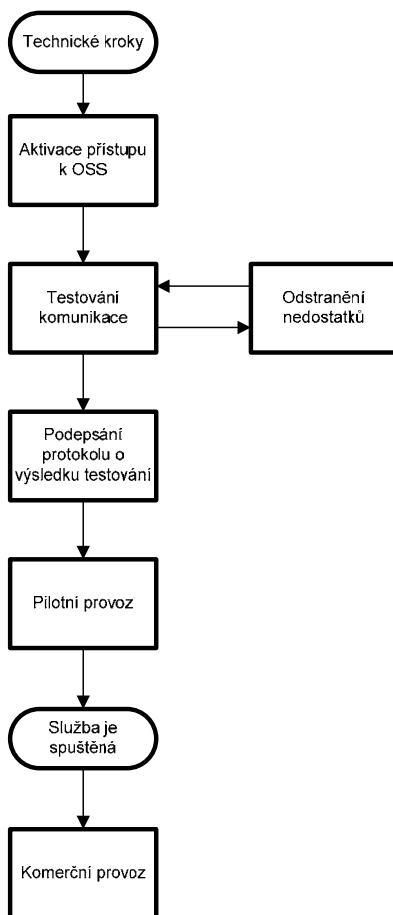 Technické kroky
Aktivace přístupu
k OSS
Testování
komunikace
Odstranění
nedostatků
Podepsání
protokolu o
výsledku testování
Pilotní provoz
Služba je
spuštěná
Komerční provoz